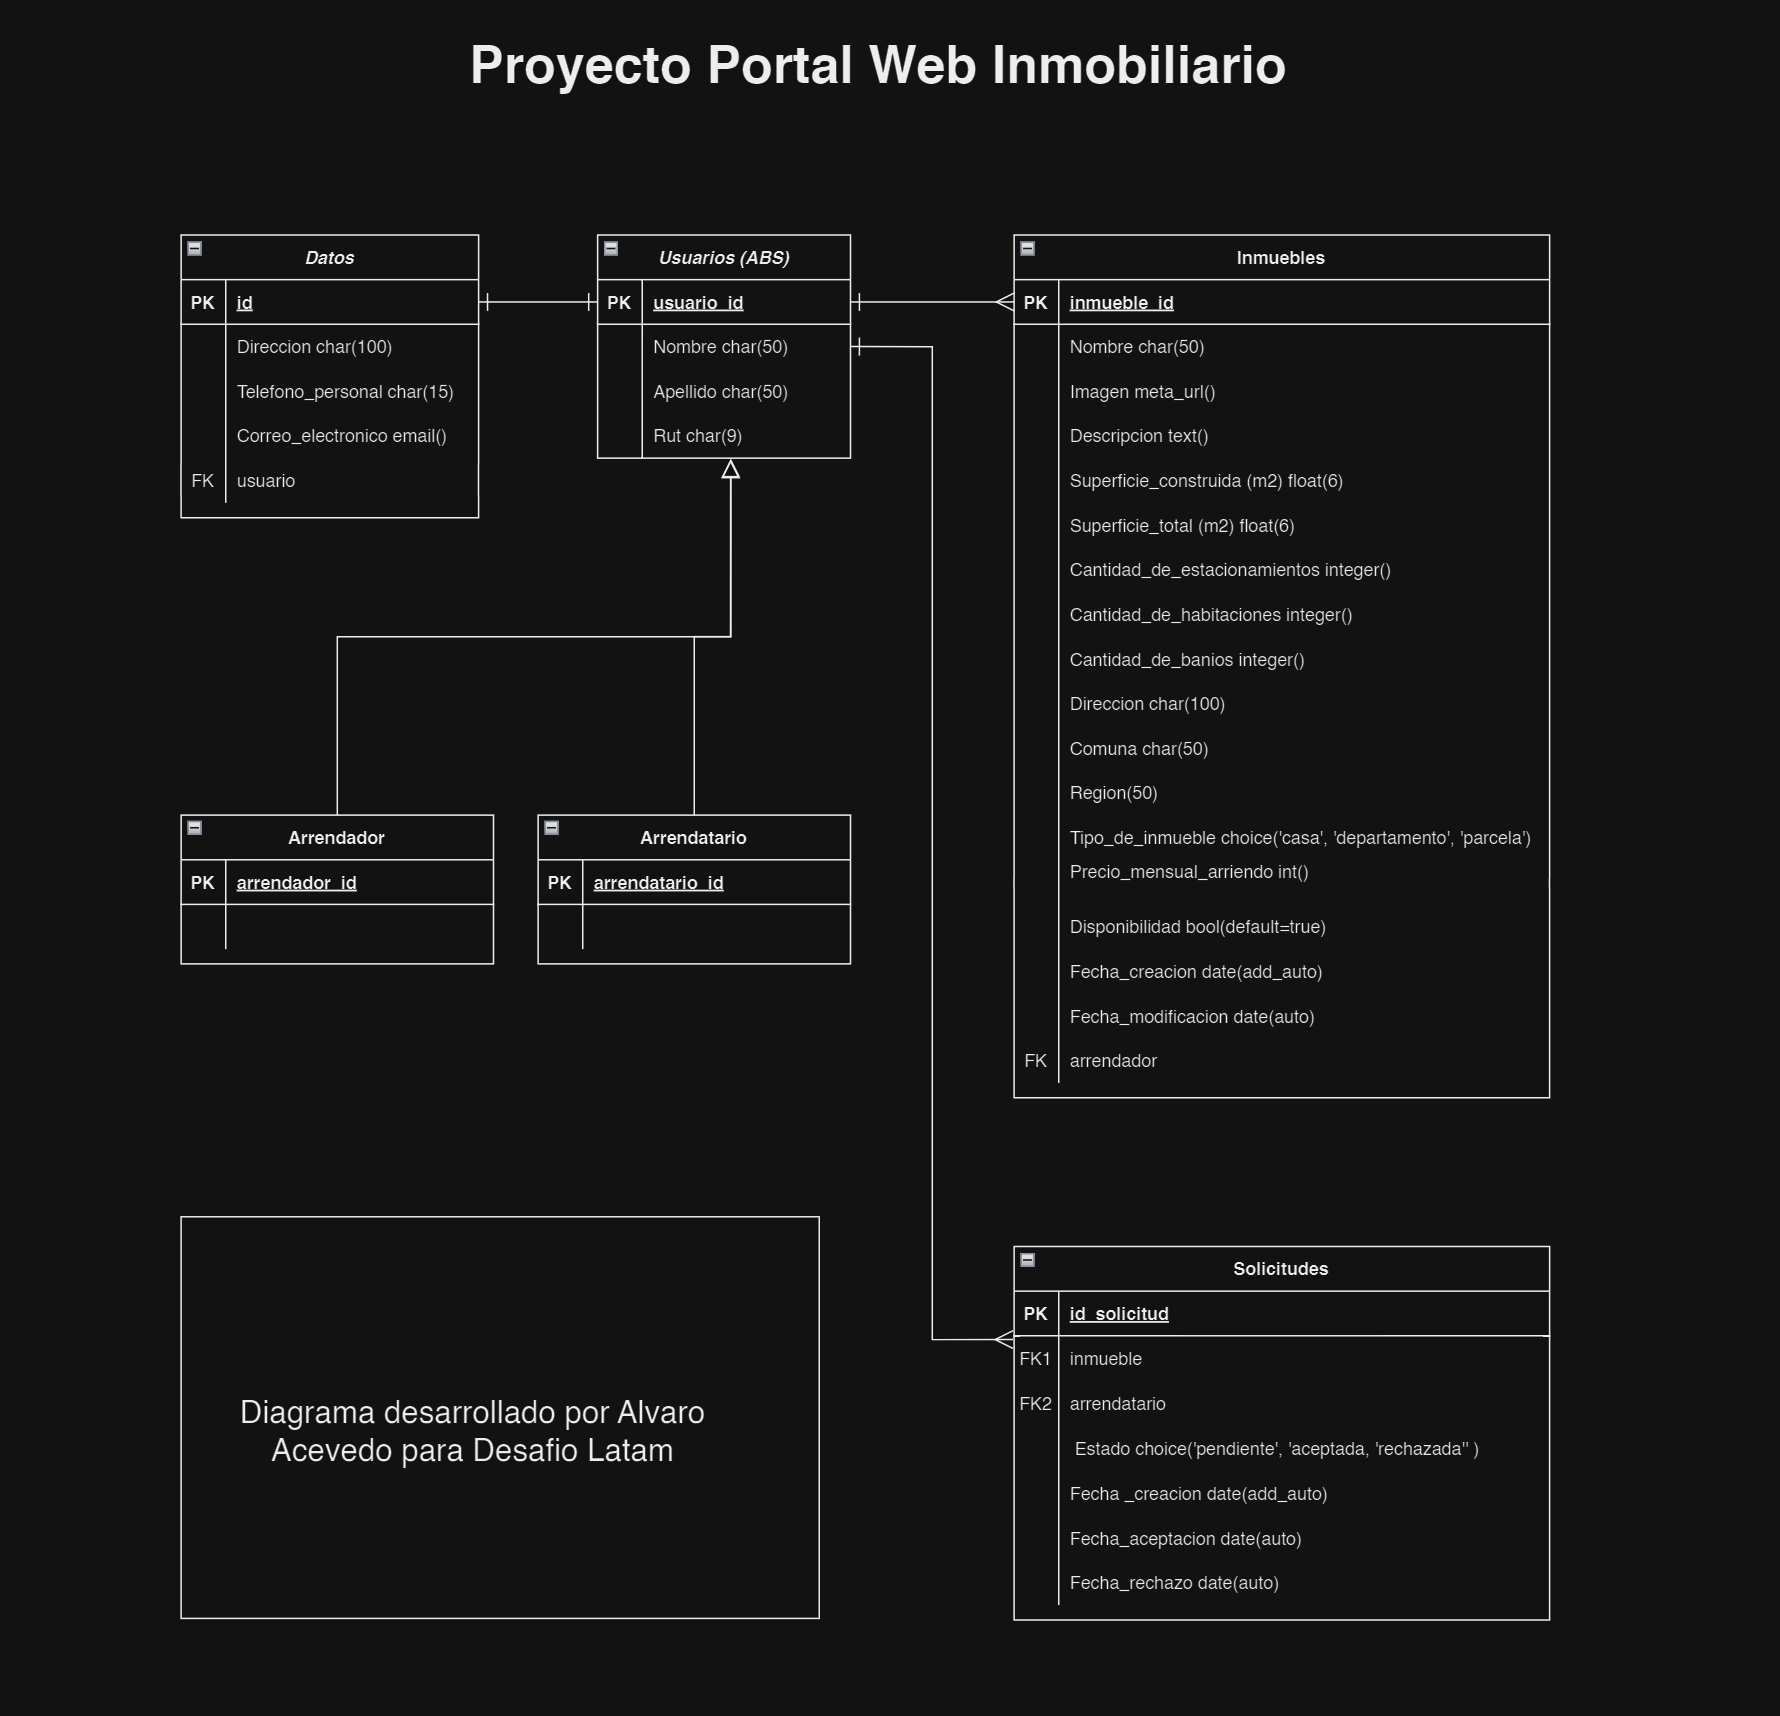 Proyecto Portal Web Inmobiliario
Datos
PK id
Direccion char(100)
Telefono_personal char(15)
Correo_electronico email()
FK usuario
Usuarios (ABS)
PK usuario_id
Nombre char(50)
Apellido char(50)
Rut char(9)
Inmuebles
PK inmueble_id
Nombre char(50)
Imagen meta_url()
Descripcion text()
Superficie_construida (m2) float(6)
Superficie_total (m2) float(6)
Cantidad_de_estacionamientos integer()
Cantidad_de_habitaciones integer()
Cantidad_de_banios integer()
Direccion char(100)
Comuna char(50)
Region(50)
Tipo_de_inmueble choice('casa', 'departamento', 'parcela')
Precio_mensual_arriendo int()
Disponibilidad bool(default=true)
Fecha_creacion date(add_auto)
Fecha_modificacion date(auto)
FK arrendador
Arrendador
PK arrendador_id
Arrendatario
PK arrendatario_id
Diagrama desarrollado por Alvaro
Acevedo para Desafio Latam
Solicitudes
PK id_solicitud
FK1 inmueble
FK2 arrendatario
Estado choice('pendiente', 'aceptada, 'rechazada'' )
Fecha _creacion date(add_auto)
Fecha_aceptacion date(auto)
Fecha_rechazo date(auto)